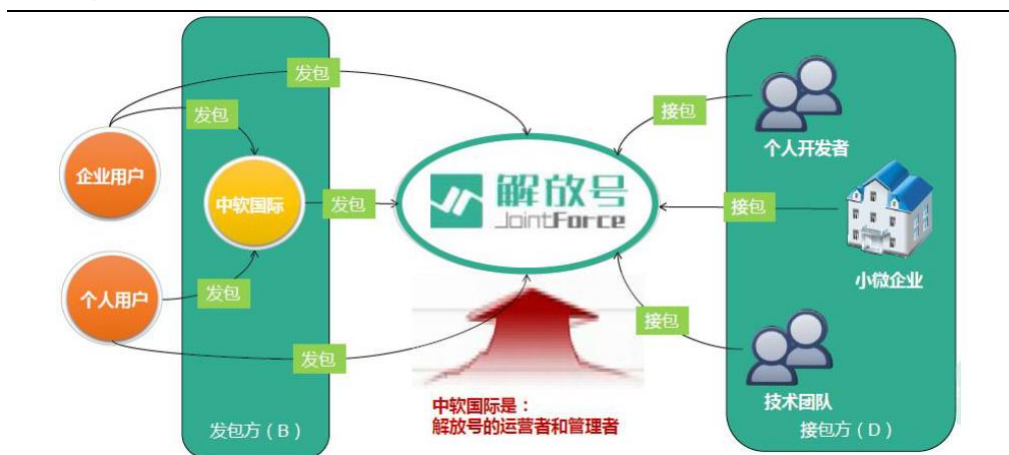 发包
发包
企业用户
中软国际
发包
个人用户
发包
发包
发包方（B）
解放号
JointForce
中软国际是：
解放号的运营者和管理者
接包
个人开发者
接包
小微企业
接包
技术团队
接包方（D）